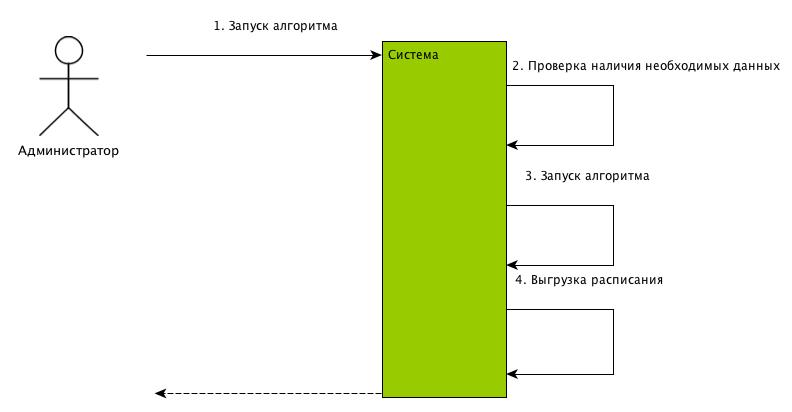 1. Запуск алгоритма
Система
2. Проверка наличия необходимых данных
Администратор
3. Запуск алгоритма
4. Выгрузка расписания